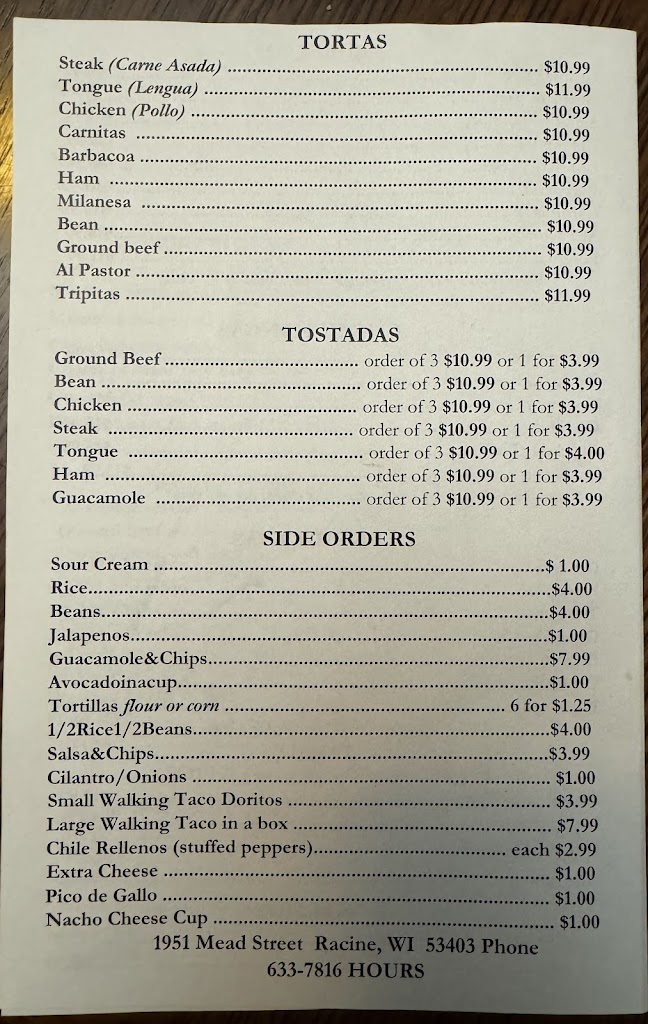 TORTAS
Steak (Carne Asada) ........ $10.99
Tongue (Lengua) ........ $11.99
Chicken (Pollo) ........ $10.99
Carnitas ........ $10.99
Barbacoa ........ $10.99
Ham ........ $10.99
Milanesa ........ $10.99
Bean ........ $10.99
Ground beef ........ $10.99
Al Pastor ........ $10.99
Tripitas ........ $11.99
TOSTADAS
Ground Beef ........ order of 3 $10.99 or 1 for $3.99
Bean ........ order of 3 $10.99 or 1 for $3.99
Chicken ........ order of 3 $10.99 or 1 for $3.99
Steak ........ order of 3 $10.99 or 1 for $3.99
Tongue ........ order of 3 $10.99 or 1 for $4.00
Ham ........ order of 3 $10.99 or 1 for $3.99
Guacamole ........ order of 3 $10.99 or 1 for $3.99
SIDE ORDERS
Sour Cream ........$ 1.00
Rice........$4.00
Beans........$4.00
Jalapenos........$1.00
Guacamole&Chips........$7.99
Avocadoinacup........$1.00
Tortillas flour or corn ........ 6 for $1.25
1/2Rice1/2Beans........$4.00
Salsa&Chips........$3.99
Cilantro/Onions ........ $1.00
Small Walking Taco Doritos ........ $3.99
Large Walking Taco in a box ........ $7.99
Chile Rellenos (stuffed peppers)........ each $2.99
Extra Cheese ........ $1.00
Pico de Gallo ........ $1.00
Nacho Cheese Cup ........ $1.00
1951 Mead Street Racine, WI 53403 Phone
633-7816 HOURS